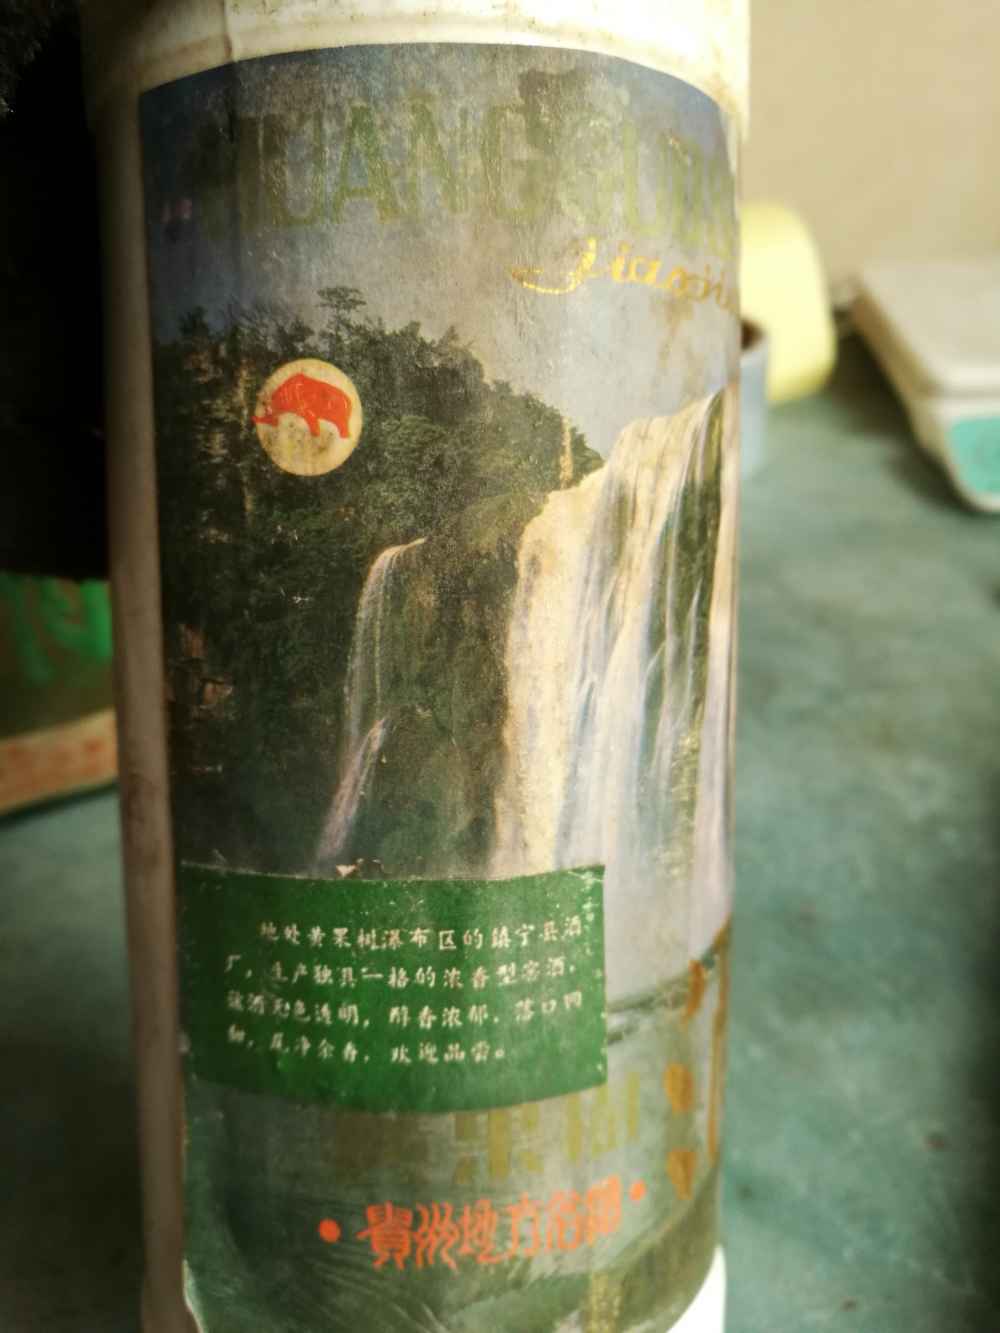 HUANGGUOSHU
Jiaojiu
地处黄果树瀑布区的镇宁县酒
厂，生产独具一格的浓香型窖酒。
该酒无色透明，醇香浓郁，落口
甜，尾净余香，欢迎品尝。
贵州地方名酒